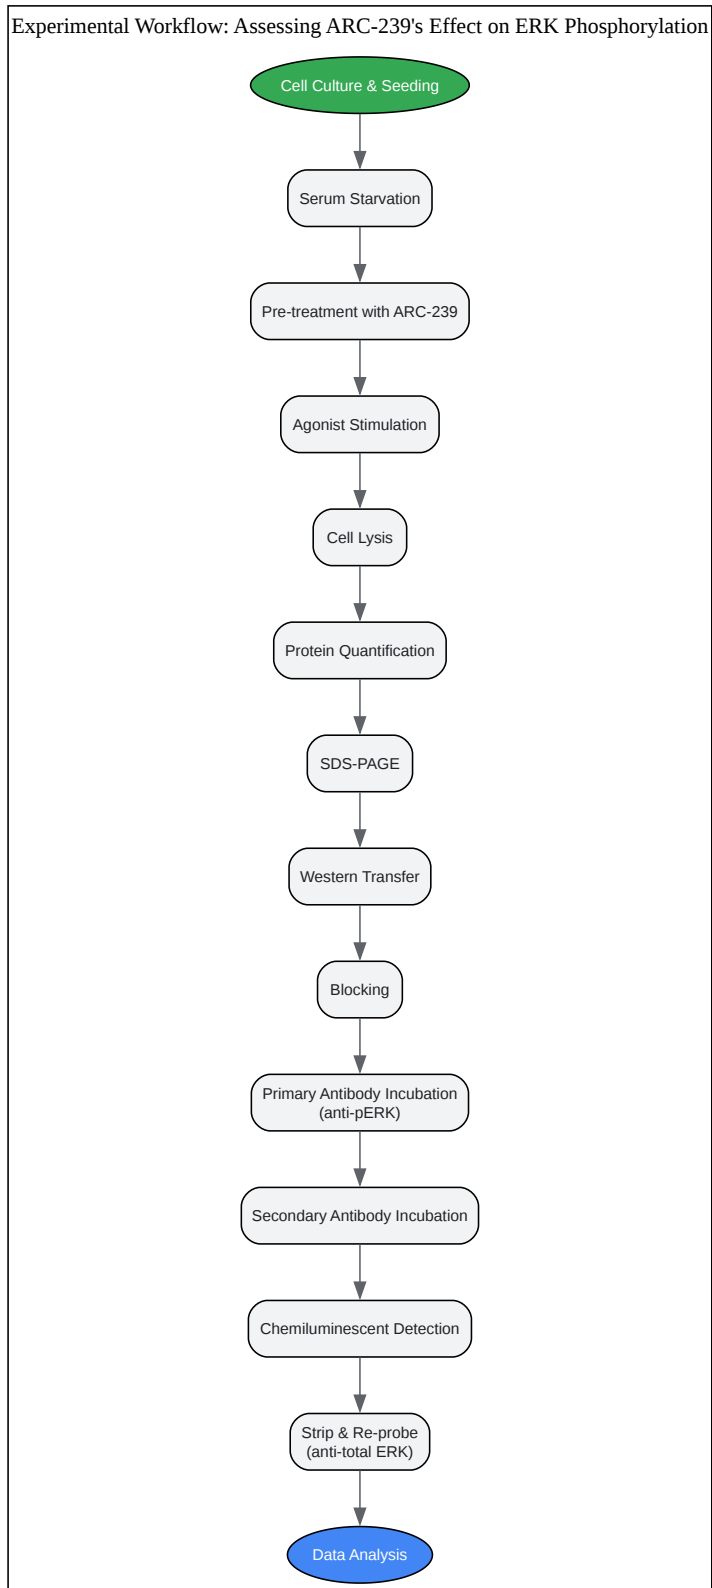 Experimental Workflow: Assessing ARC-239's Effect on ERK Phosphorylation
Cell Culture & Seeding
Serum Starvation
Pre-treatment with ARC-239
Agonist Stimulation
Cell Lysis
Protein Quantification
SDS-PAGE
Western Transfer
Blocking
Primary Antibody Incubation
(anti-pERK)
Secondary Antibody Incubation
Chemiluminescent Detection
Strip & Re-probe
(anti-total ERK)
Data Analysis